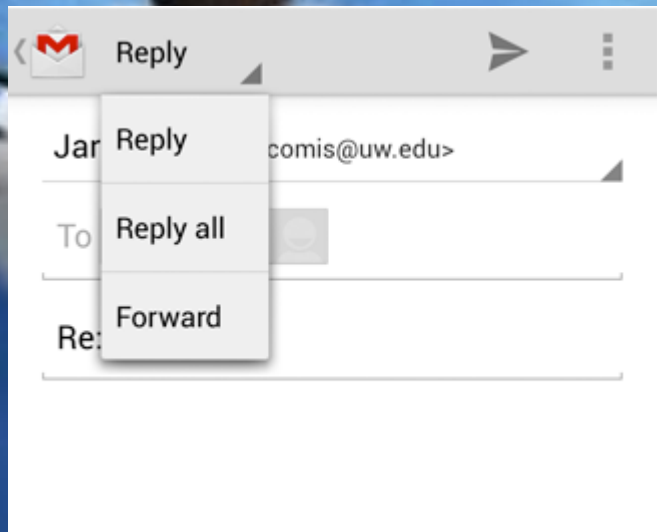 Reply
Reply
Jar comis@uw.edu>
Reply all
To
Forward
Re: